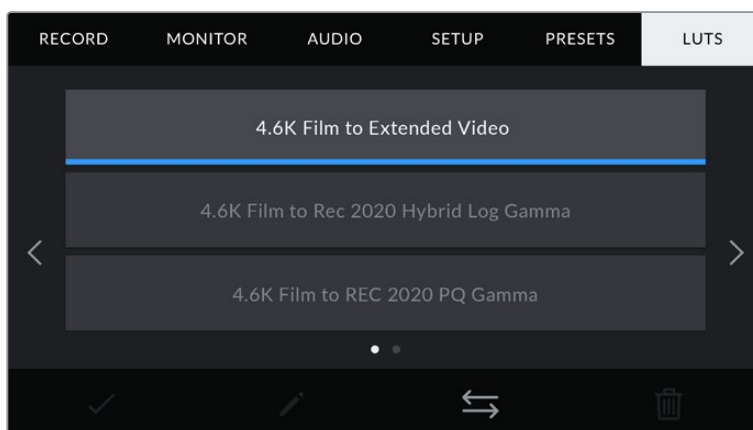 RECORD MONITOR AUDIO SETUP PRESETS LUTS
4.6K Film to Extended Video
4.6K Film to Rec 2020 Hybrid Log Gamma
4.6K Film to REC 2020 PQ Gamma